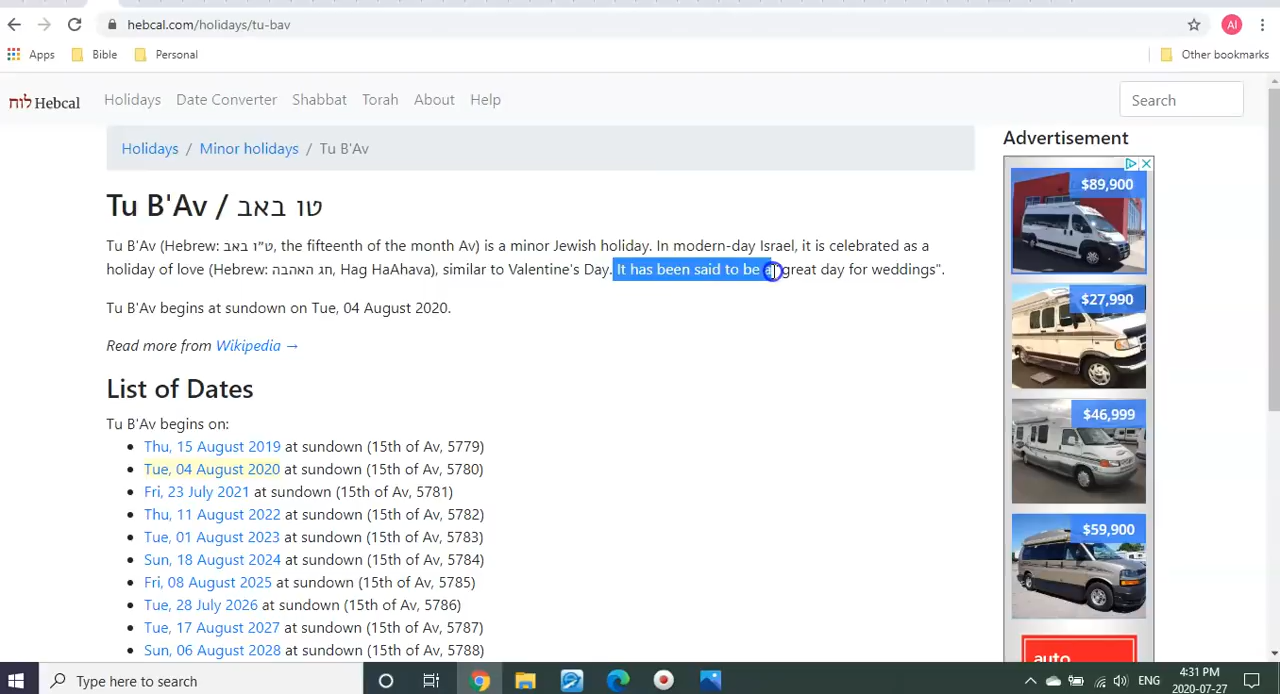 hebcal.com/holidays/tu-bav
AI
Apps Bible Personal Other bookmarks
לוח Hebcal Holidays Date Converter Shabbat Torah About Help Search
Holidays / Minor holidays / Tu B'Av
Advertisement
Tu B'Av / טו באב
Tu B'Av (Hebrew: ט״ו באב, the fifteenth of the month Av) is a minor Jewish holiday. In modern-day Israel, it is celebrated as a
holiday of love (Hebrew: חג האהבה, Hag HaAhava), similar to Valentine's Day. It has been said to be a "great day for weddings".
Tu B'Av begins at sundown on Tue, 04 August 2020.
Read more from Wikipedia →
List of Dates
Tu B'Av begins on:
• Thu, 15 August 2019 at sundown (15th of Av, 5779)
• Tue, 04 August 2020 at sundown (15th of Av, 5780)
• Fri, 23 July 2021 at sundown (15th of Av, 5781)
• Thu, 11 August 2022 at sundown (15th of Av, 5782)
• Tue, 01 August 2023 at sundown (15th of Av, 5783)
• Sun, 18 August 2024 at sundown (15th of Av, 5784)
• Fri, 08 August 2025 at sundown (15th of Av, 5785)
• Tue, 28 July 2026 at sundown (15th of Av, 5786)
• Tue, 17 August 2027 at sundown (15th of Av, 5787)
• Sun, 06 August 2028 at sundown (15th of Av, 5788)
$89,900
$27,990
$46,999
$59,900
auto
Type here to search
ENG
4:31 PM
2020-07-27